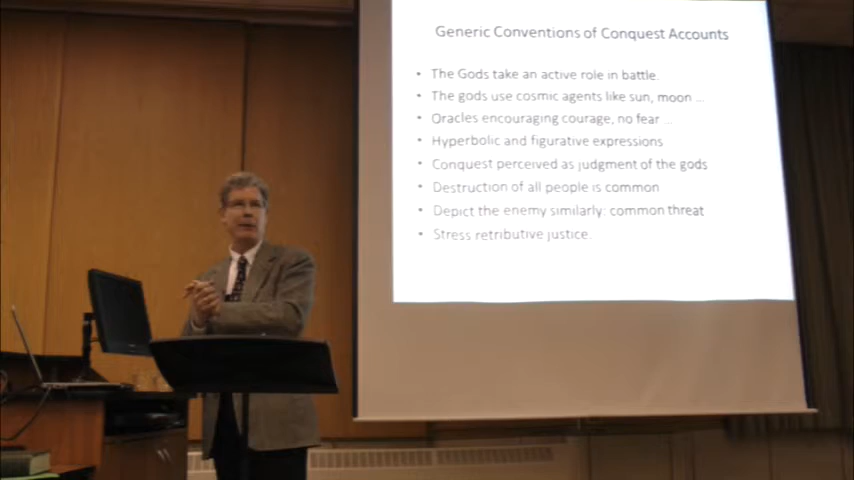 Generic Conventions of Conquest Accounts
• The Gods take an active role in battle.
• The gods use cosmic agents like sun, moon ...
• Oracles encouraging courage, no fear ...
• Hyperbolic and figurative expressions
• Conquest perceived as judgment of the gods
• Destruction of all people is common
• Depict the enemy similarly: common threat
• Stress retributive justice.